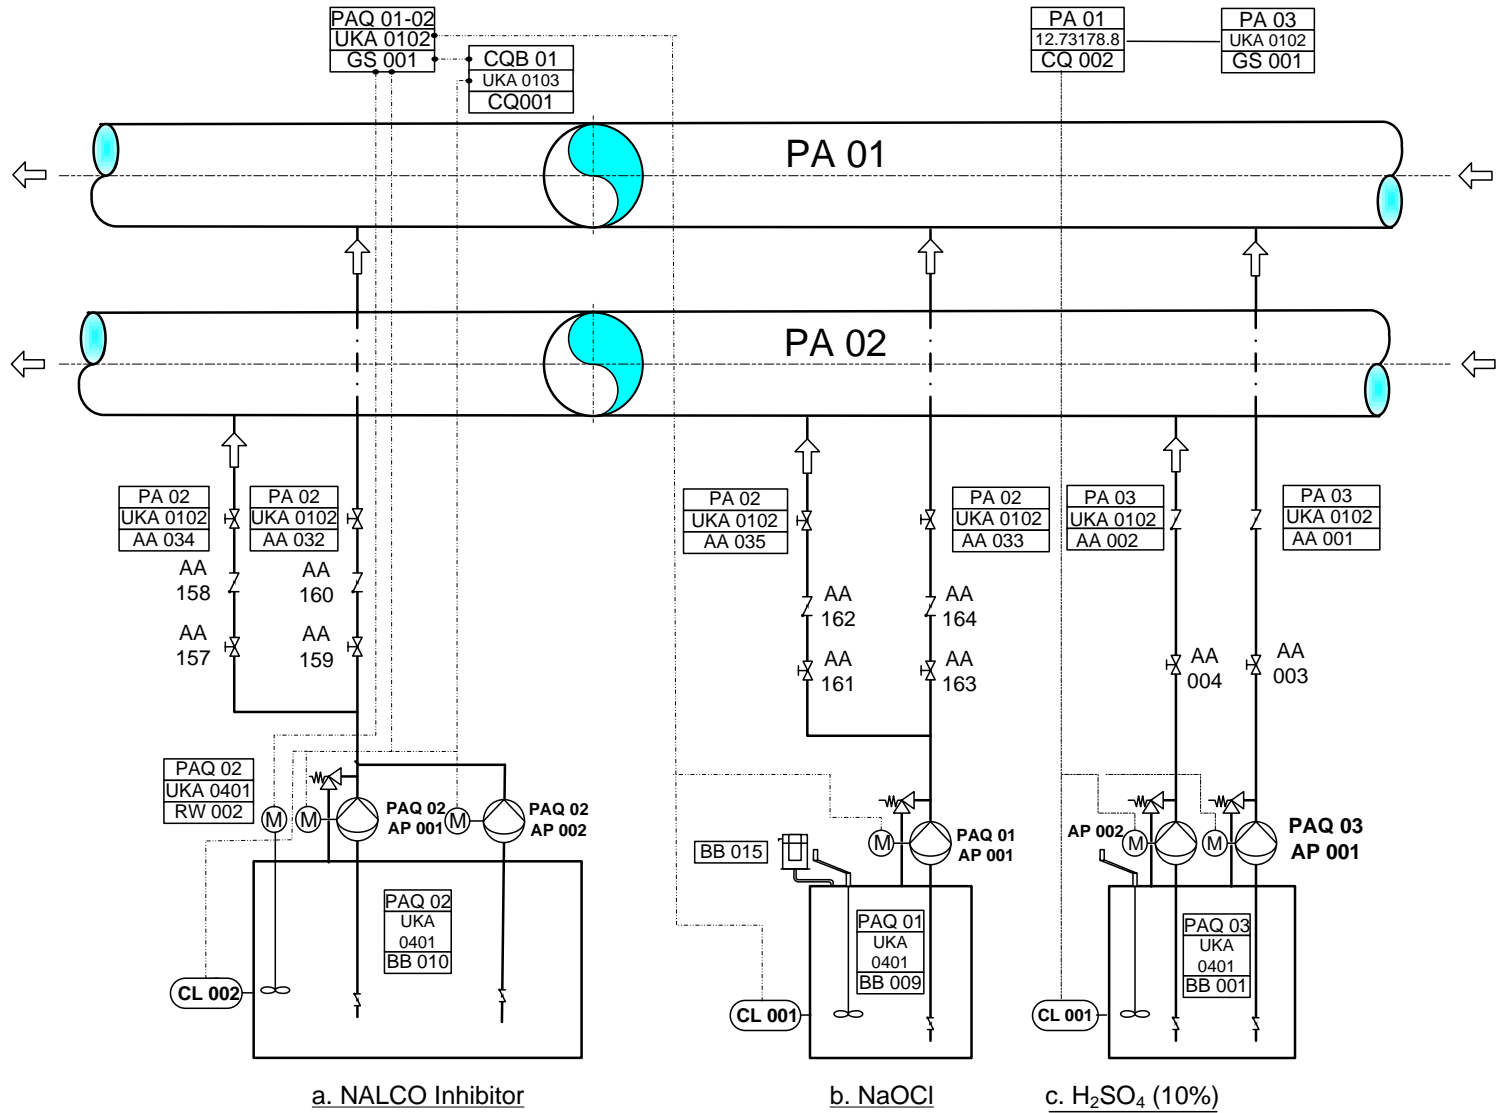 PAQ 01-02
UKA 0102
GS 001
CQB 01
UKA 0103
CQ001
PA 01
12.73178.8
CQ 002
PA 03
UKA 0102
GS 001
PA 01
PA 02
PA 02
UKA 0102
AA 034
PA 02
UKA 0102
AA 032
PA 02
UKA 0102
AA 035
PA 02
UKA 0102
AA 033
PA 03
UKA 0102
AA 002
PA 03
UKA 0102
AA 001
AA
158
AA
160
AA
162
AA
164
AA
157
AA
159
AA
161
AA
163
AA
004
AA
003
PAQ 02
UKA 0401
RW 002
M
M
PAQ 02
AP 001
M
PAQ 02
AP 002
BB 015
M
PAQ 01
AP 001
AP 002
M
M
PAQ 03
AP 001
PAQ 02
UKA
0401
BB 010
PAQ 01
UKA
0401
BB 009
PAQ 03
UKA
0401
BB 001
CL 002
CL 001
CL 001
a. NALCO Inhibitor
b. NaOCl
c. H₂SO₄ (10%)